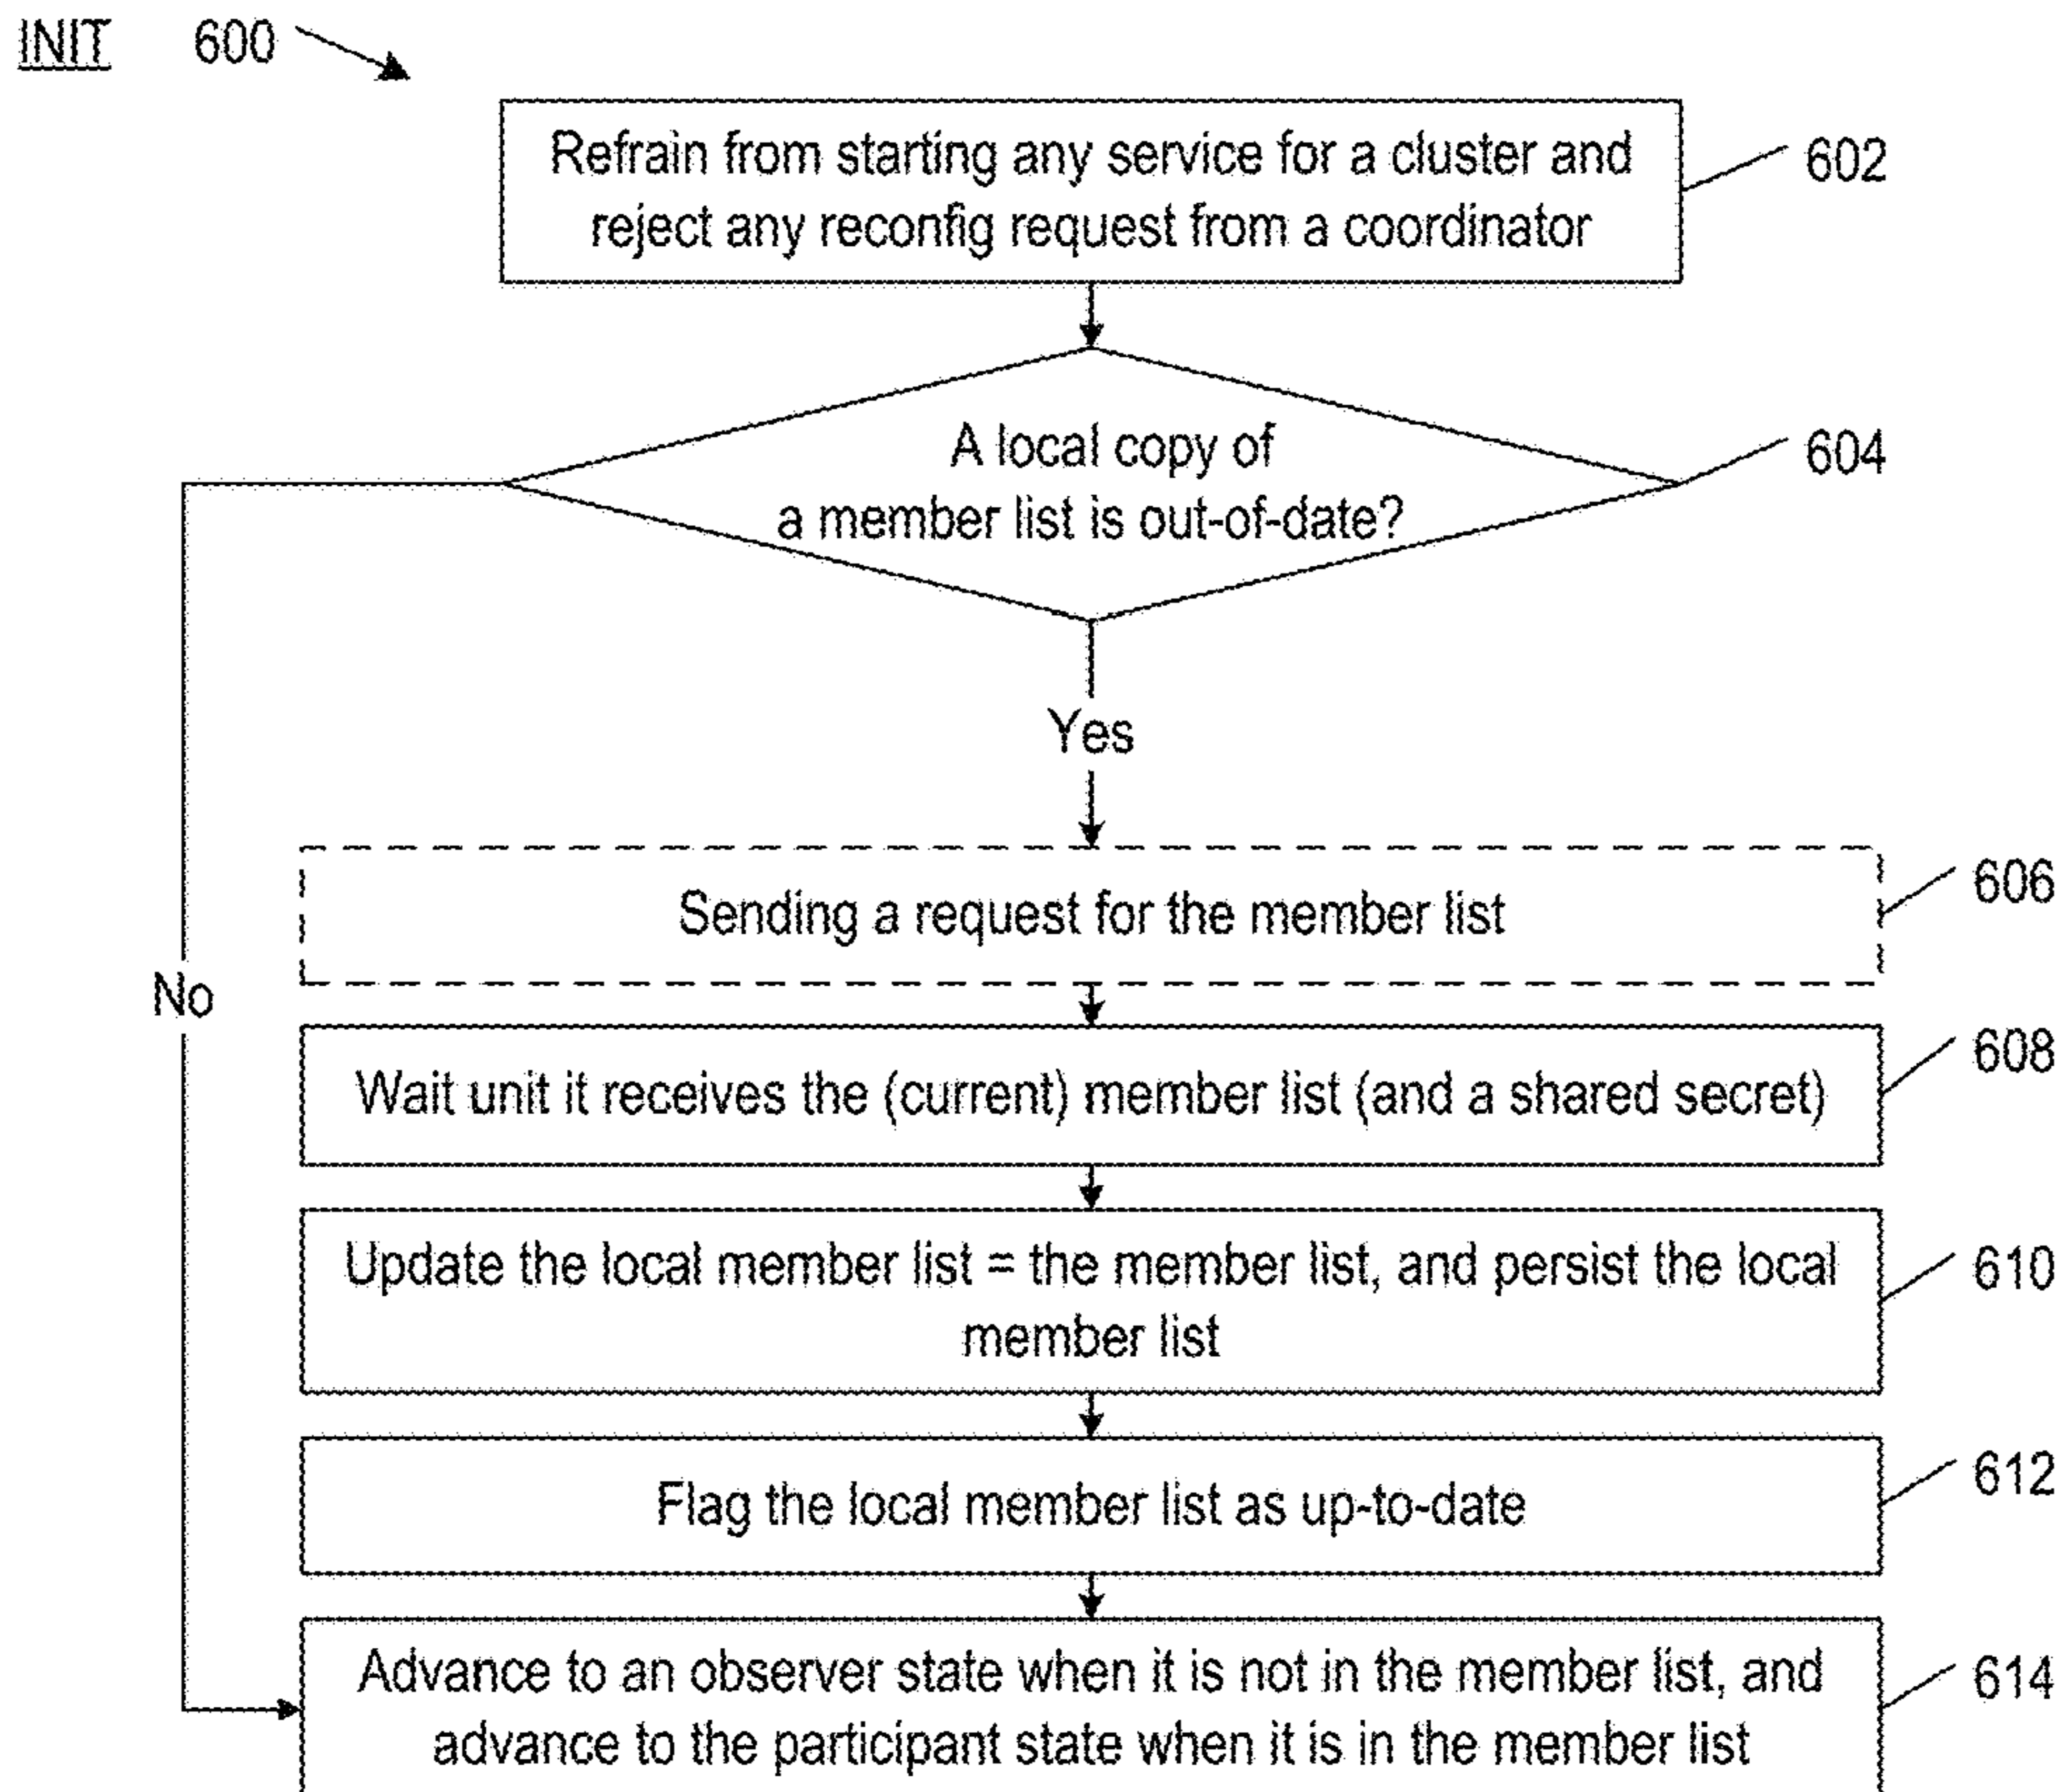 INIT 600
Refrain from starting any service for a cluster and
reject any reconfig request from a coordinator
602
A local copy of
a member list is out-of-date?
604
Yes
Sending a request for the member list
606
No
Wait unit it receives the (current) member list (and a shared secret)
608
Update the local member list = the member list, and persist the local
member list
610
Flag the local member list as up-to-date
612
Advance to an observer state when it is not in the member list, and
advance to the participant state when it is in the member list
614